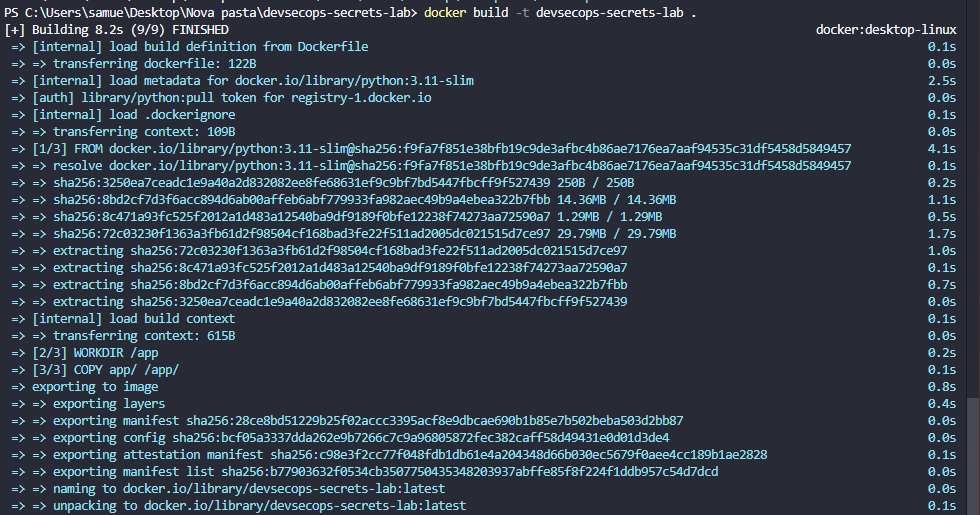 PS C:\Users\samue\Desktop\Nova pasta\devsecops-secrets-lab> docker build -t devsecops-secrets-lab .
[+] Building 8.2s (9/9) FINISHED docker:desktop-linux
=> [internal] load build definition from Dockerfile 0.1s
=> => transferring dockerfile: 122B 0.0s
=> [internal] load metadata for docker.io/library/python:3.11-slim 2.5s
=> [auth] library/python:pull token for registry-1.docker.io 0.0s
=> [internal] load .dockerignore 0.1s
=> => transferring context: 109B 0.0s
=> [1/3] FROM docker.io/library/python:3.11-slim@sha256:f9fa7f851e38bfb19c9de3afbc4b86ae7176ea7aaf94535c31df5458d5849457 4.1s
=> => resolve docker.io/library/python:3.11-slim@sha256:f9fa7f851e38bfb19c9de3afbc4b86ae7176ea7aaf94535c31df5458d5849457 0.1s
=> => sha256:3250ea7ceadc1e9a40a2d832082ee8fe68631ef9c9bf7bd5447fbcff9f527439 250B / 250B 0.2s
=> => sha256:8bd2cf7d3f6acc894d6ab00affeb6abf779933fa982aec49b9a4ebea322b7fbb 14.36MB / 14.36MB 1.1s
=> => sha256:8c471a93fc525f2012a1d483a12540ba9df9189f0bfe12238f74273aa72590a7 1.29MB / 1.29MB 0.5s
=> => sha256:72c03230f1363a3fb61d2f98504cf168bad3fe22f511ad2005dc021515d7ce97 29.79MB / 29.79MB 1.7s
=> => extracting sha256:72c03230f1363a3fb61d2f98504cf168bad3fe22f511ad2005dc021515d7ce97 1.0s
=> => extracting sha256:8c471a93fc525f2012a1d483a12540ba9df9189f0bfe12238f74273aa72590a7 0.1s
=> => extracting sha256:8bd2cf7d3f6acc894d6ab00affeb6abf779933fa982aec49b9a4ebea322b7fbb 0.7s
=> => extracting sha256:3250ea7ceadc1e9a40a2d832082ee8fe68631ef9c9bf7bd5447fbcff9f527439 0.0s
=> [internal] load build context 0.1s
=> => transferring context: 615B 0.0s
=> [2/3] WORKDIR /app 0.2s
=> [3/3] COPY app/ /app/ 0.1s
=> exporting to image 0.8s
=> => exporting layers 0.4s
=> => exporting manifest sha256:28ce8bd51229b25f02accc3395acf8e9dbcae690b1b85e7b502beba503d2bb87 0.0s
=> => exporting config sha256:bcf05a3337dda262e9b7266c7c9a96805872fec382caff58d49431e0d01d3de4 0.0s
=> => exporting attestation manifest sha256:c98e3f2cc77f048fdb1db61e4a204348d66b030ec5679f0aee4cc189b1ae2828 0.1s
=> => exporting manifest list sha256:b77903632f0534cb3507750435348203937abffe85f8f224f1ddb957c54d7dcd 0.0s
=> => naming to docker.io/library/devsecops-secrets-lab:latest 0.0s
=> => unpacking to docker.io/library/devsecops-secrets-lab:latest 0.1s